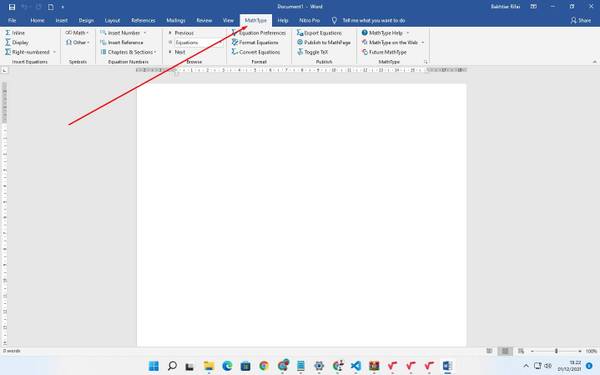 Document1 - Word
Bakhtiar Rifai
File Home Insert Design Layout References Mailings Review View MathType Help Nitro Pro Tell me what you want to do Share
Inline Math Insert Number Previous Equation Preferences Export Equations MathType Help
Display Other Insert Reference Equations Format Equations Publish to MathPage MathType on the Web
Right-numbered Chapters & Sections Next Convert Equations Toggle TeX Future MathType
Insert Equations Symbols Equation Numbers Browse Format Publish MathType
0 words 100%
18.22
01/12/2021